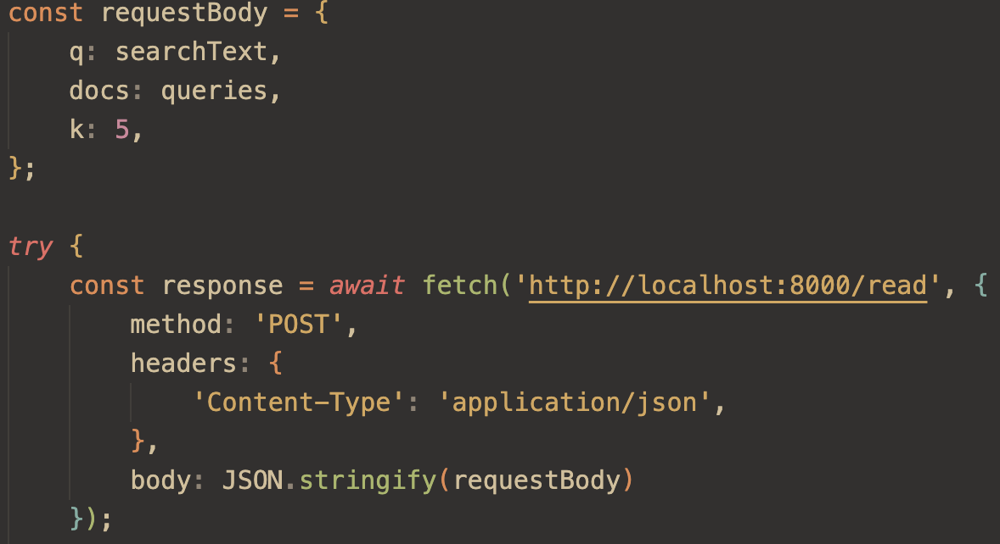 const requestBody = {
    q: searchText,
    docs: queries,
    k: 5,
};

try {
    const response = await fetch('http://localhost:8000/read', {
        method: 'POST',
        headers: {
            'Content-Type': 'application/json',
        },
        body: JSON.stringify(requestBody)
    });